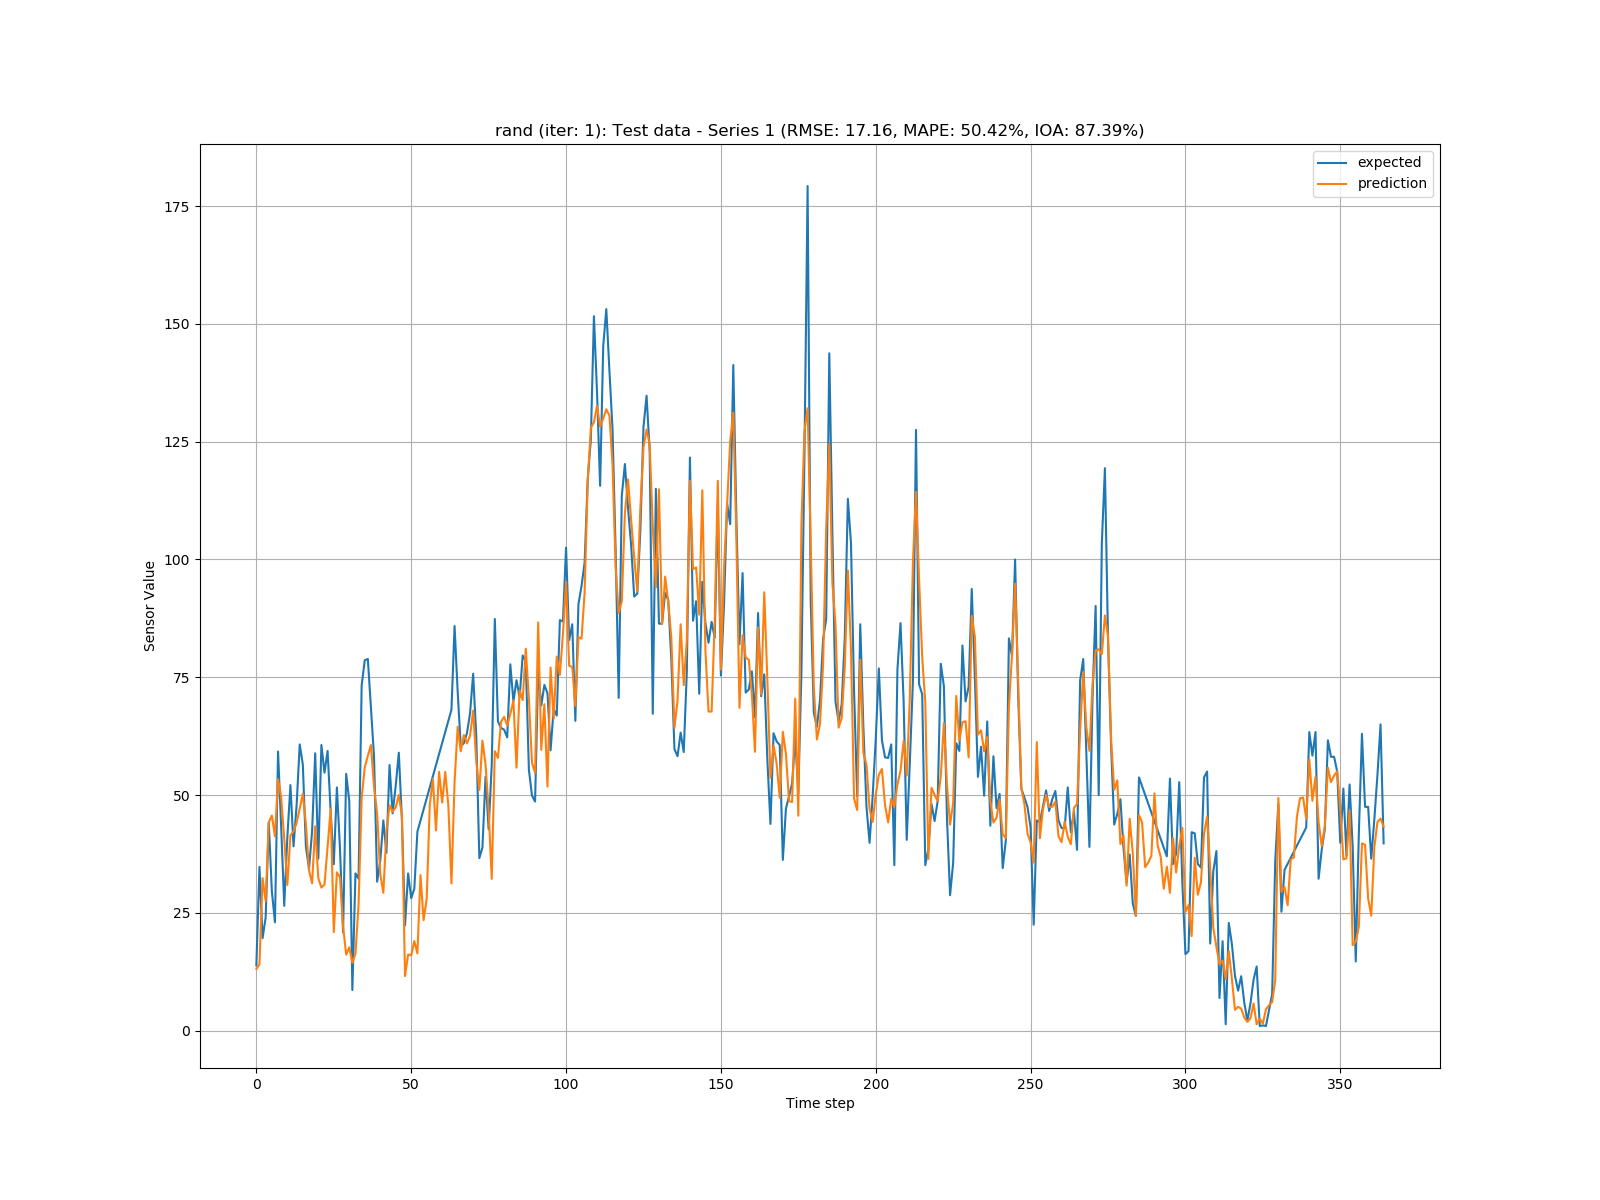 rand (iter: 1): Test data - Series 1 (RMSE: 17.16, MAPE: 50.42%, IOA: 87.39%)
expected
prediction
175
150
125
100
75
50
25
0
Sensor Value
0 50 100 150 200 250 300 350
Time step